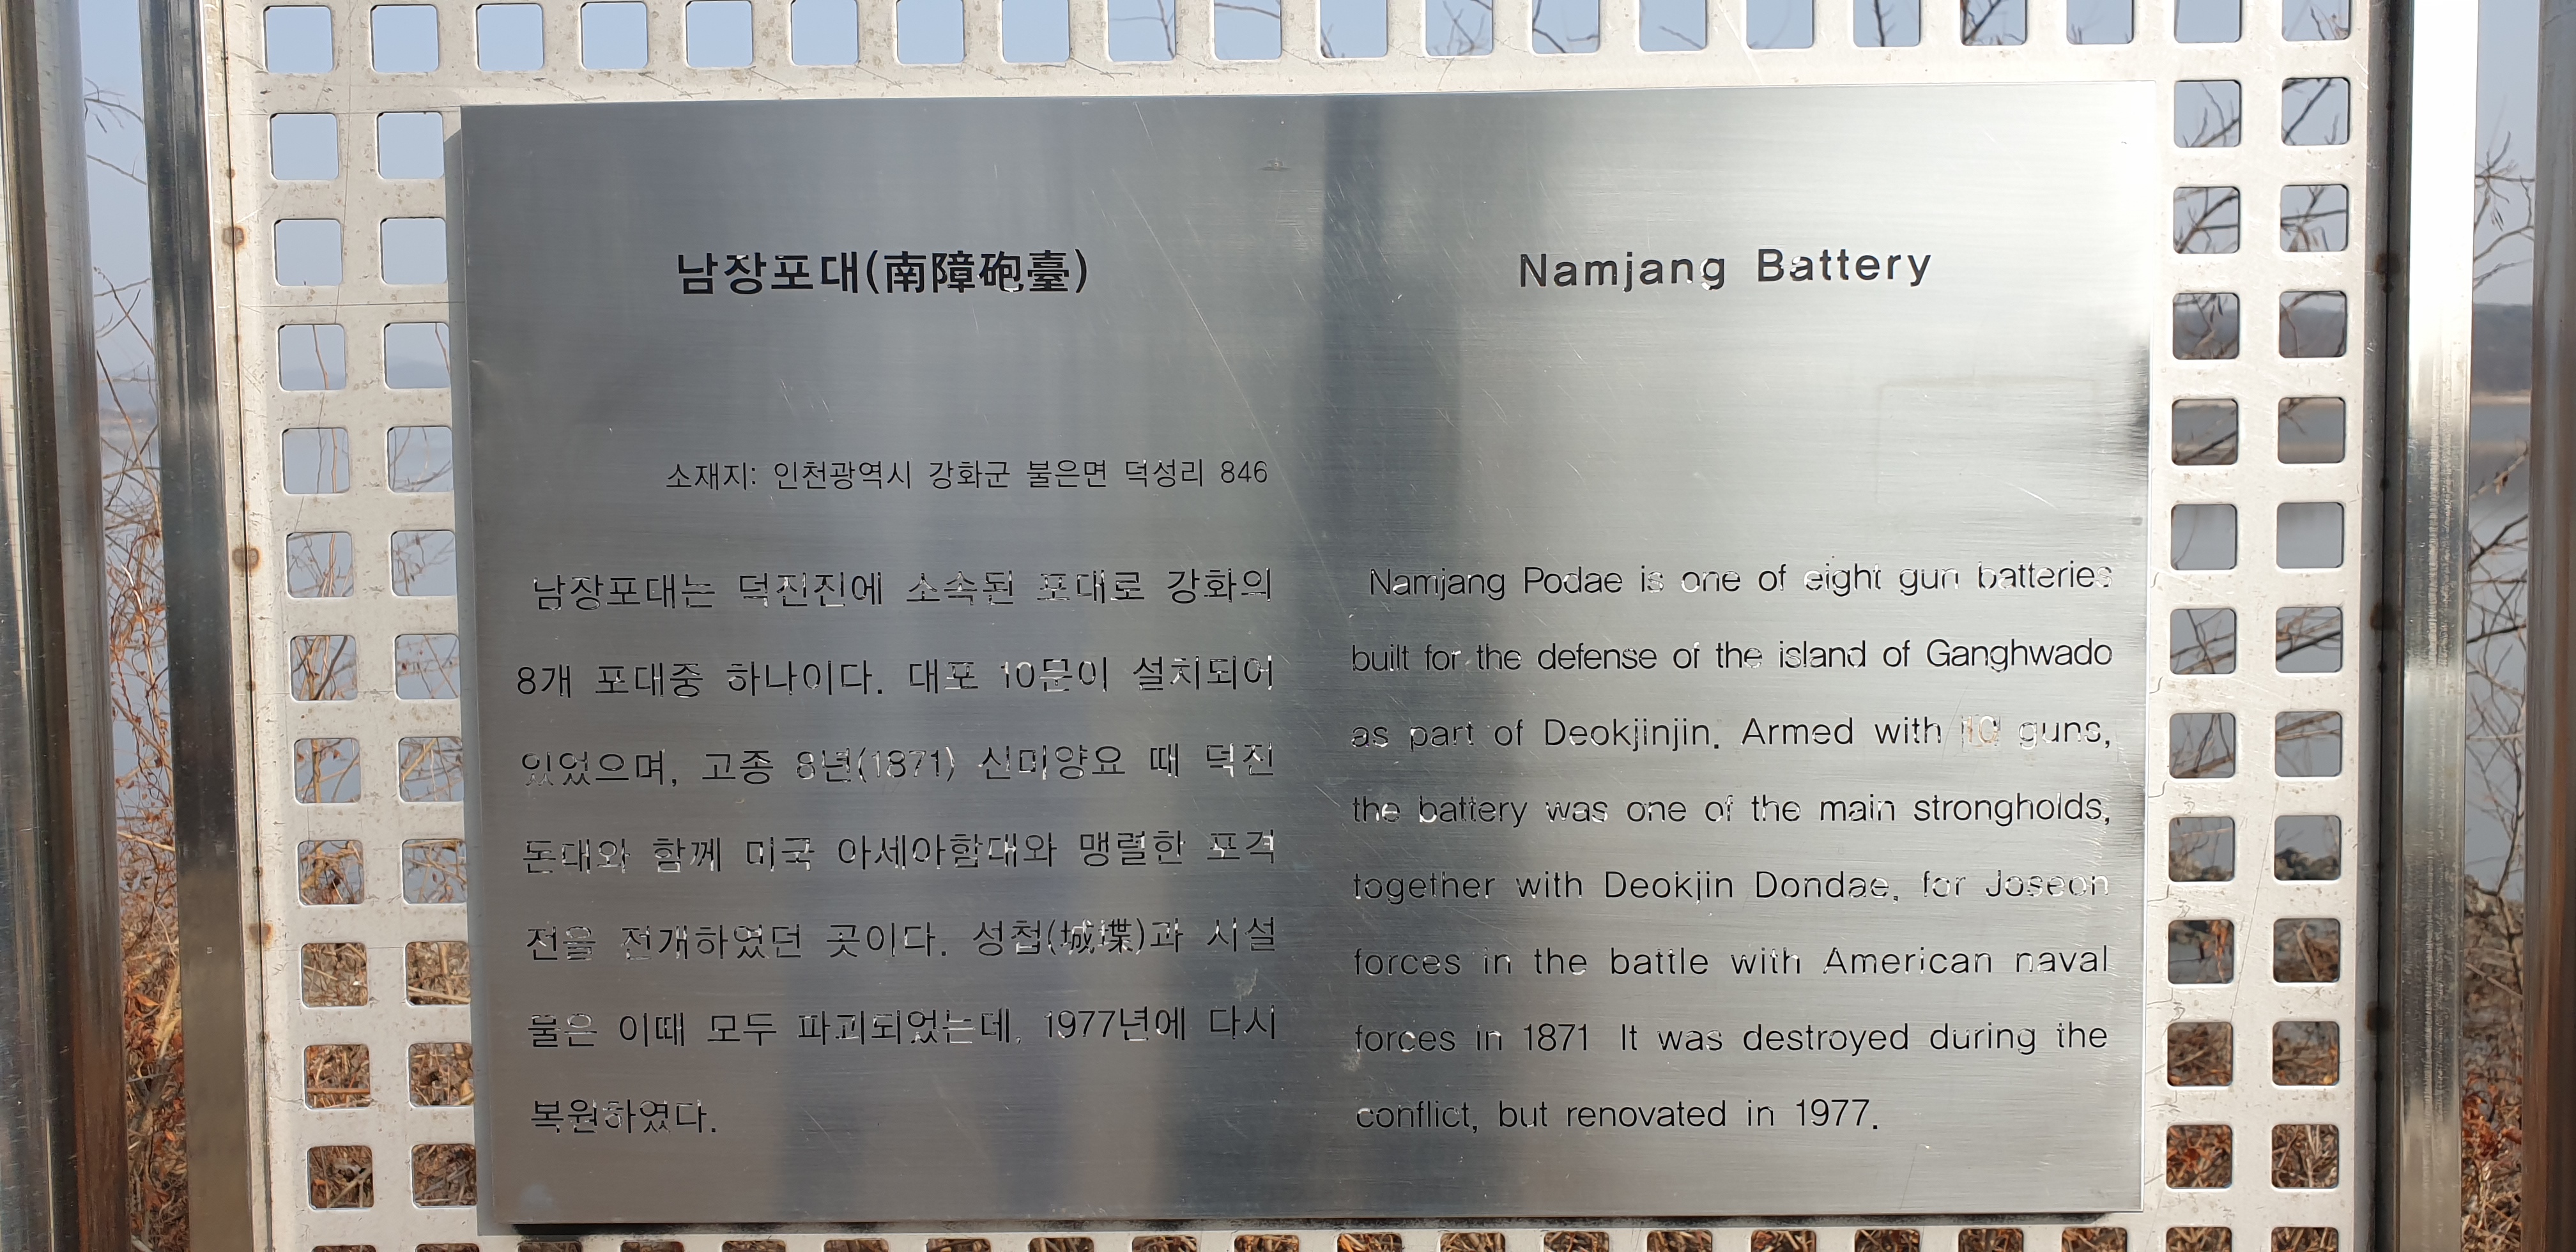 남장포대(南障砲臺)
소재지: 인천광역시 강화군 불은면 덕성리 846
남장포대는 덕진진에 소속된 포대로 강화의
8개 포대중 하나이다. 대포 10문이 설치되어
있었으며, 고종 8년(1871) 신미양요 때 덕진
돈대와 함께 미국 아세아함대와 맹렬한 포격
전을 전개하였던 곳이다. 성첩(城堞)과 시설
물은 이때 모두 파괴되었는데, 1977년에 다시
복원하였다.
Namjang Battery
Namjang Podae is one of eight gun batteries
built for the defense of the island of Ganghwado
as part of Deokjinjin. Armed with 10 guns,
the battery was one of the main strongholds,
together with Deokjin Dondae, for Joseon
forces in the battle with American naval
forces in 1871 It was destroyed during the
conflict, but renovated in 1977.